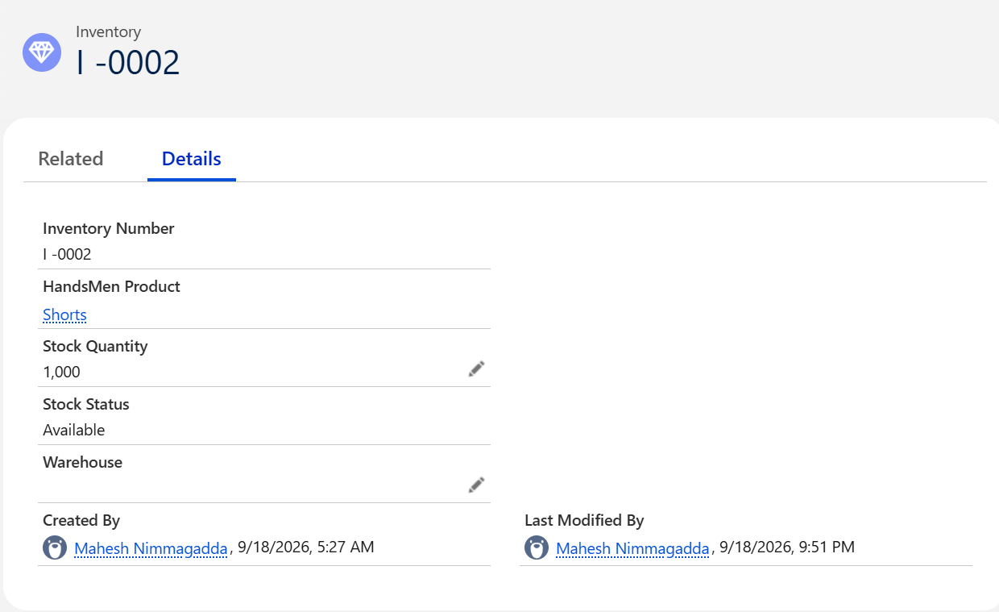 Inventory
I -0002
Related Details
Inventory Number
I -0002
HandsMen Product
Shorts
Stock Quantity
1,000
Stock Status
Available
Warehouse
Created By
Mahesh Nimmagadda, 9/18/2026, 5:27 AM
Last Modified By
Mahesh Nimmagadda, 9/18/2026, 9:51 PM